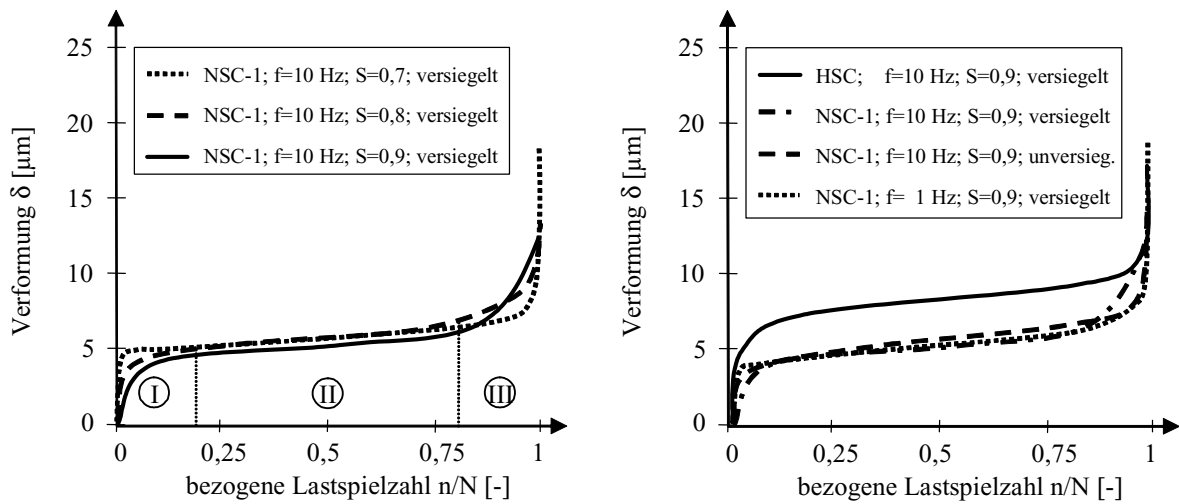 25
20
15
10
5
0
Verformung δ [µm]
NSC-1; f=10 Hz; S=0,7; versiegelt
NSC-1; f=10 Hz; S=0,8; versiegelt
NSC-1; f=10 Hz; S=0,9; versiegelt
I
II
III
0
0,25
0,5
0,75
1
bezogene Lastspielzahl n/N [-]
25
20
15
10
5
0
Verformung δ [µm]
HSC; f=10 Hz; S=0,9; versiegelt
NSC-1; f=10 Hz; S=0,9; versiegelt
NSC-1; f=10 Hz; S=0,9; unversieg.
NSC-1; f= 1 Hz; S=0,9; versiegelt
0
0,25
0,5
0,75
1
bezogene Lastspielzahl n/N [-]